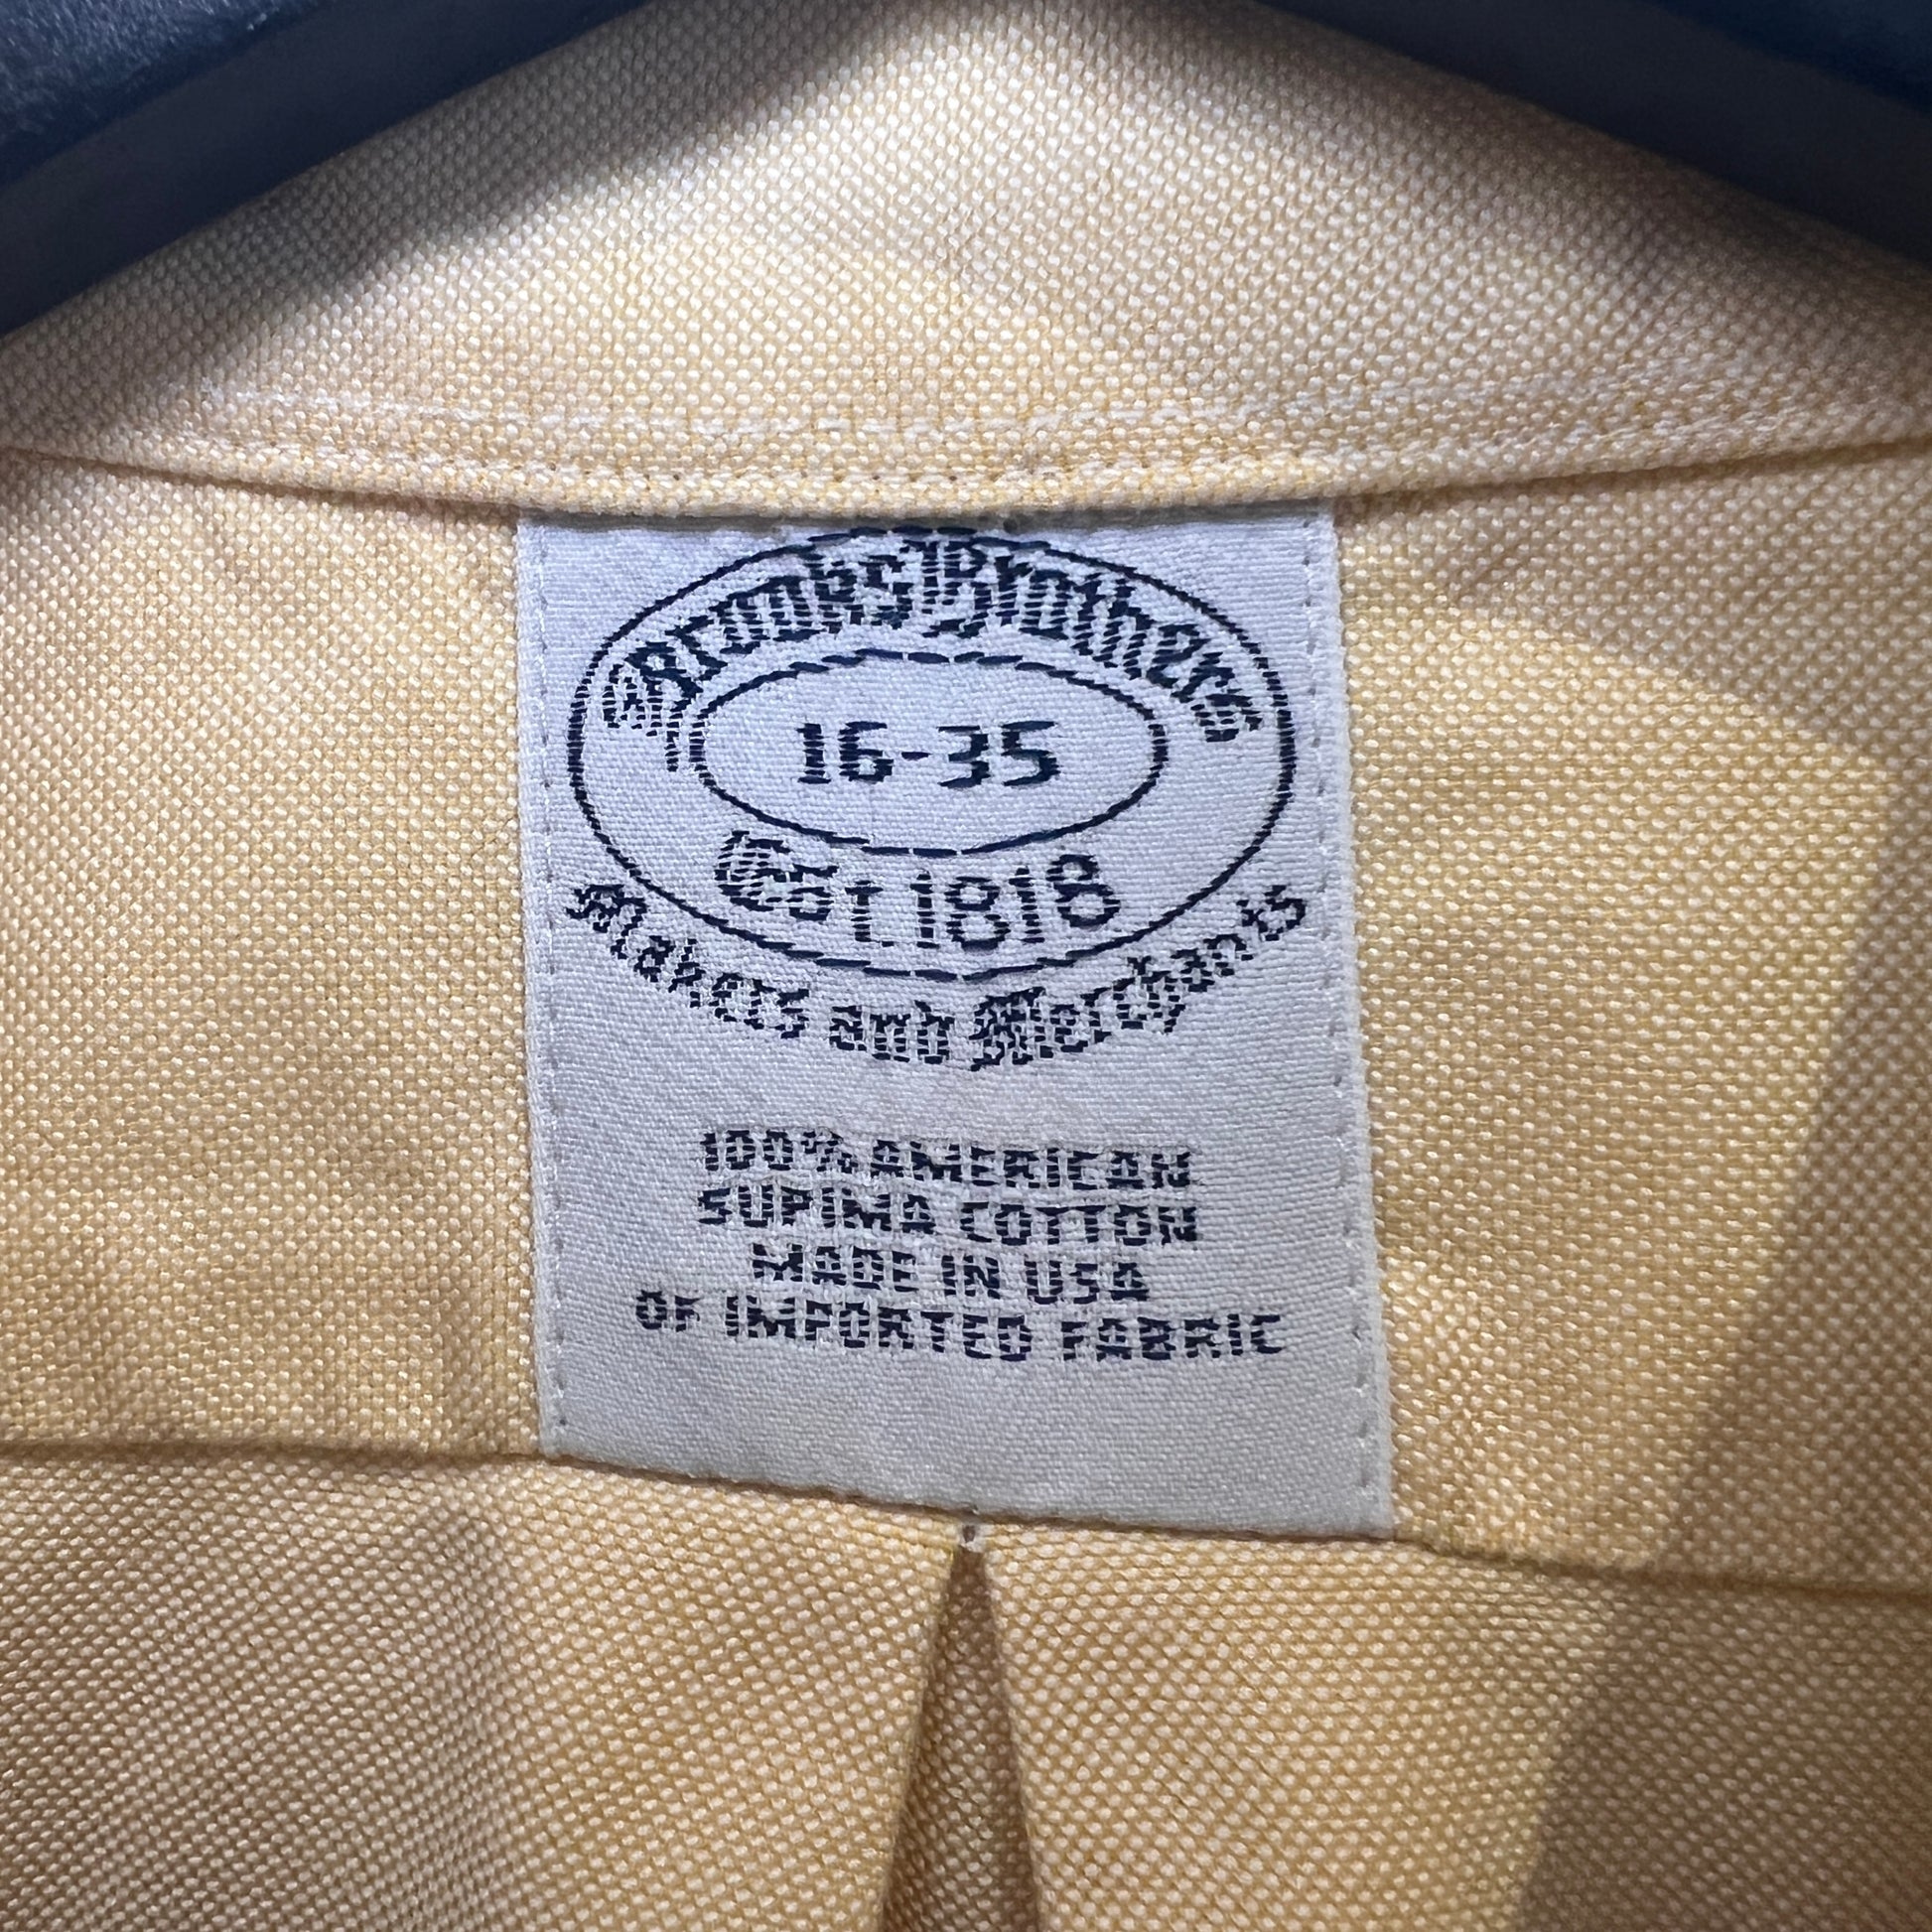 Brooks Brothers
16-35
Est 1818
Makers and Merchants
100% AMERICAN
SUPIMA COTTON
MADE IN USA
OF IMPORTED FABRIC